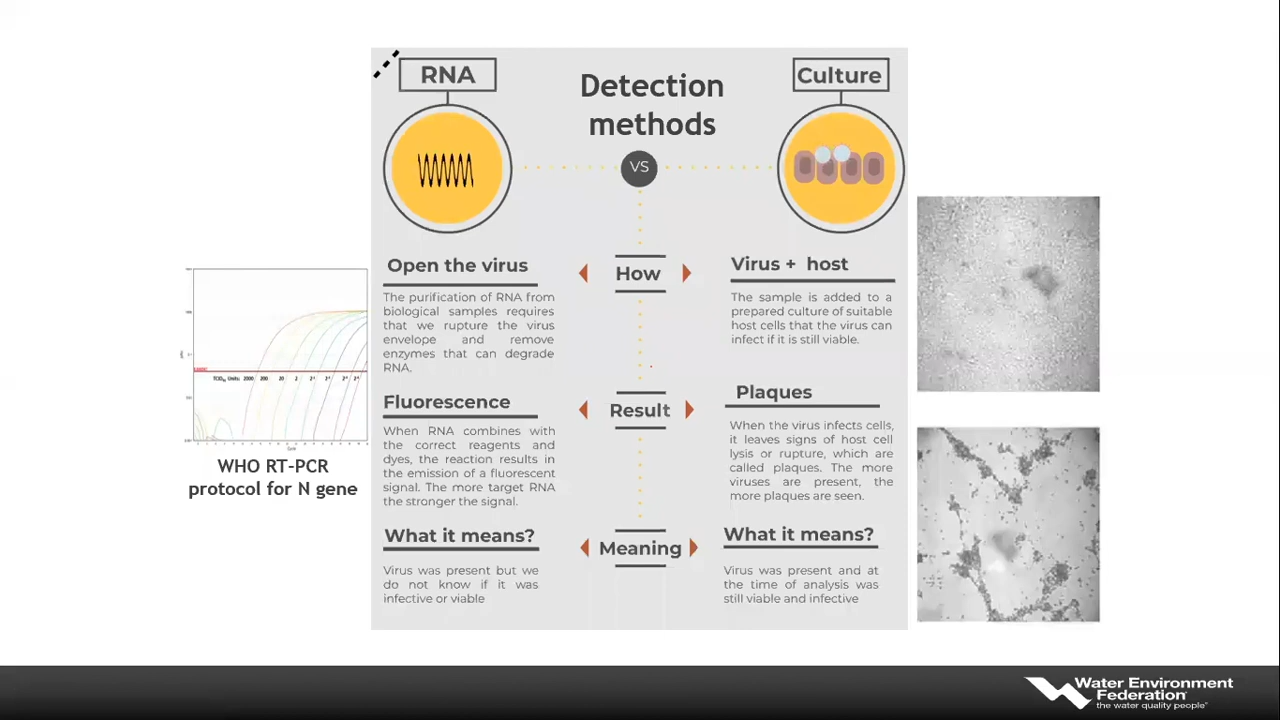 RNA
Detection
methods
Culture
VS
Open the virus
How
Virus + host
The purification of RNA from
biological samples requires
that we rupture the virus
envelope and remove
enzymes that can degrade
RNA.
The sample is added to a
prepared culture of suitable
host cells that the virus can
infect if it is still viable.
Fluorescence
Result
Plaques
When RNA combines with
the correct reagents and
dyes, the reaction results in
the emission of a fluorescent
signal. The more target RNA
the stronger the signal.
When the virus infects cells,
it leaves signs of host cell
lysis or rupture, which are
called plaques. The more
viruses are present, the
more plaques are seen.
What it means?
Meaning
What it means?
Virus was present but we
do not know if it was
infective or viable
Virus was present and at
the time of analysis was
still viable and infective
Units: 2000 200 20 2
Cycle
WHO RT-PCR
protocol for N gene
Water Environment
Federation
the water quality people